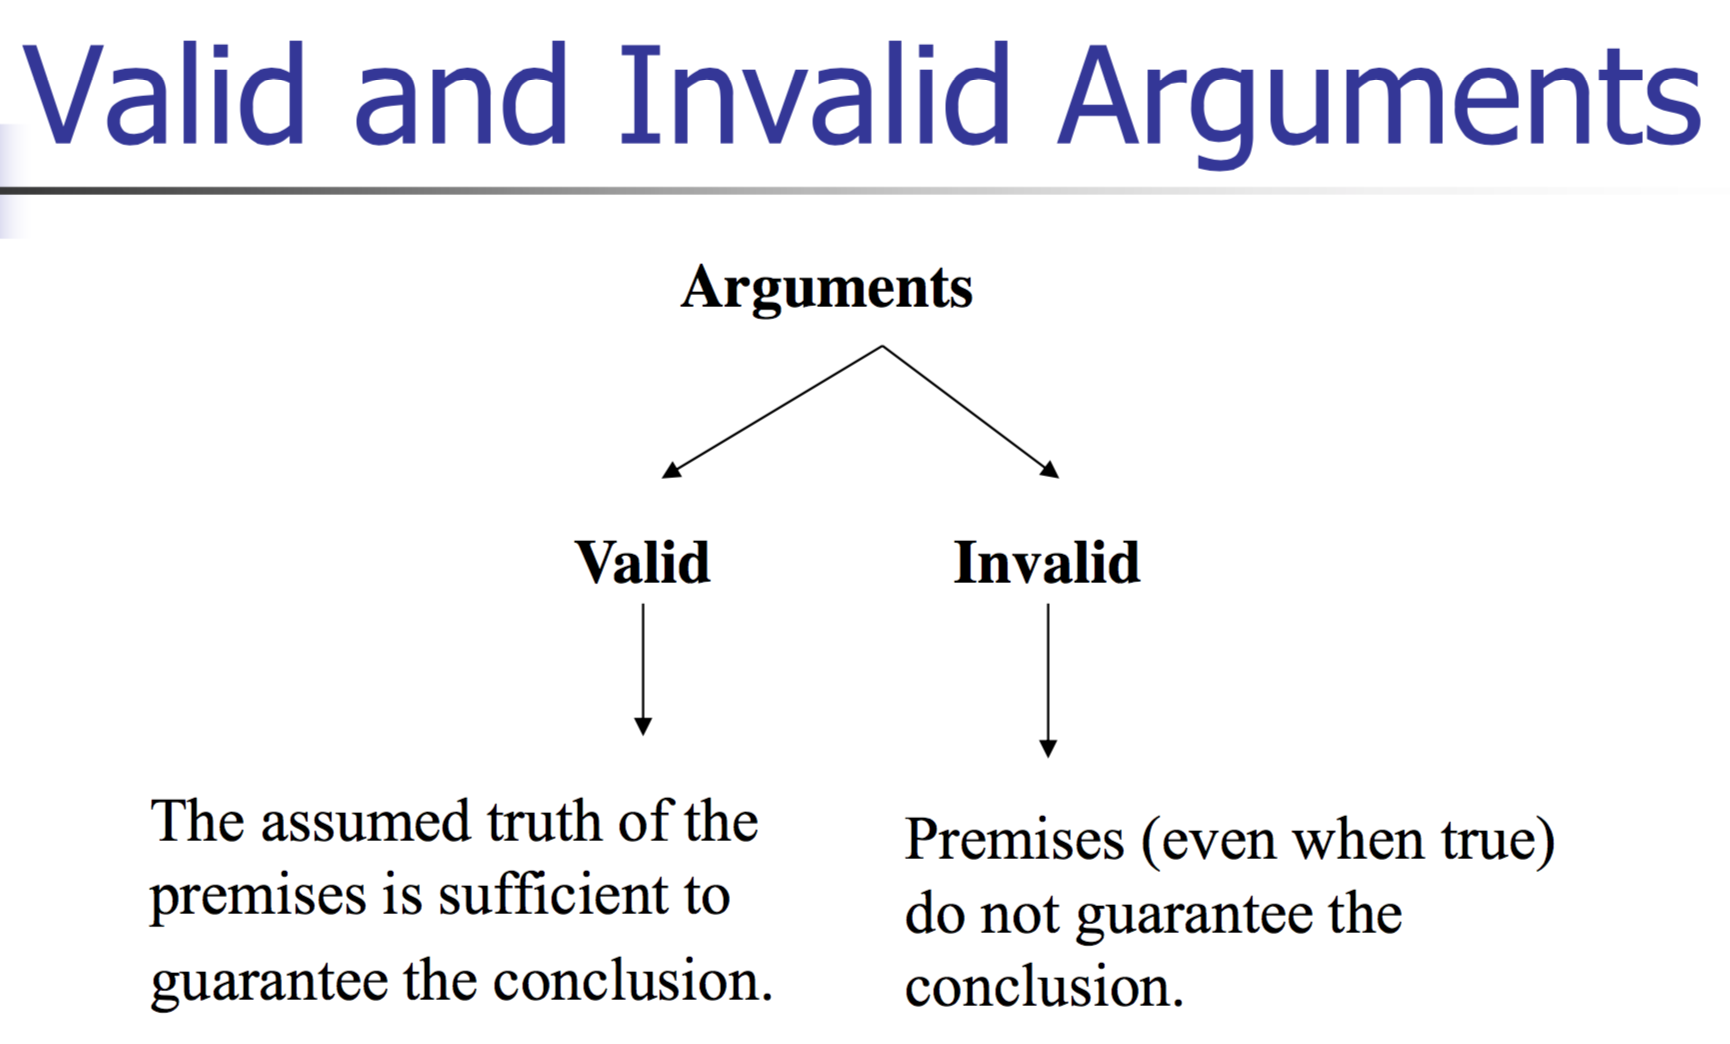 Valid and Invalid Arguments
Arguments
Valid
Invalid
The assumed truth of the
premises is sufficient to
guarantee the conclusion.
Premises (even when true)
do not guarantee the
conclusion.